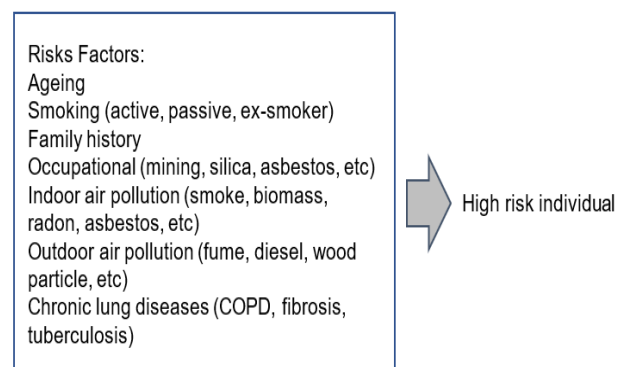 Risks Factors:
Ageing
Smoking (active, passive, ex-smoker)
Family history
Occupational (mining, silica, asbestos, etc)
Indoor air pollution (smoke, biomass,
radon, asbestos, etc)
Outdoor air pollution (fume, diesel, wood
particle, etc)
Chronic lung diseases (COPD, fibrosis,
tuberculosis)
High risk individual